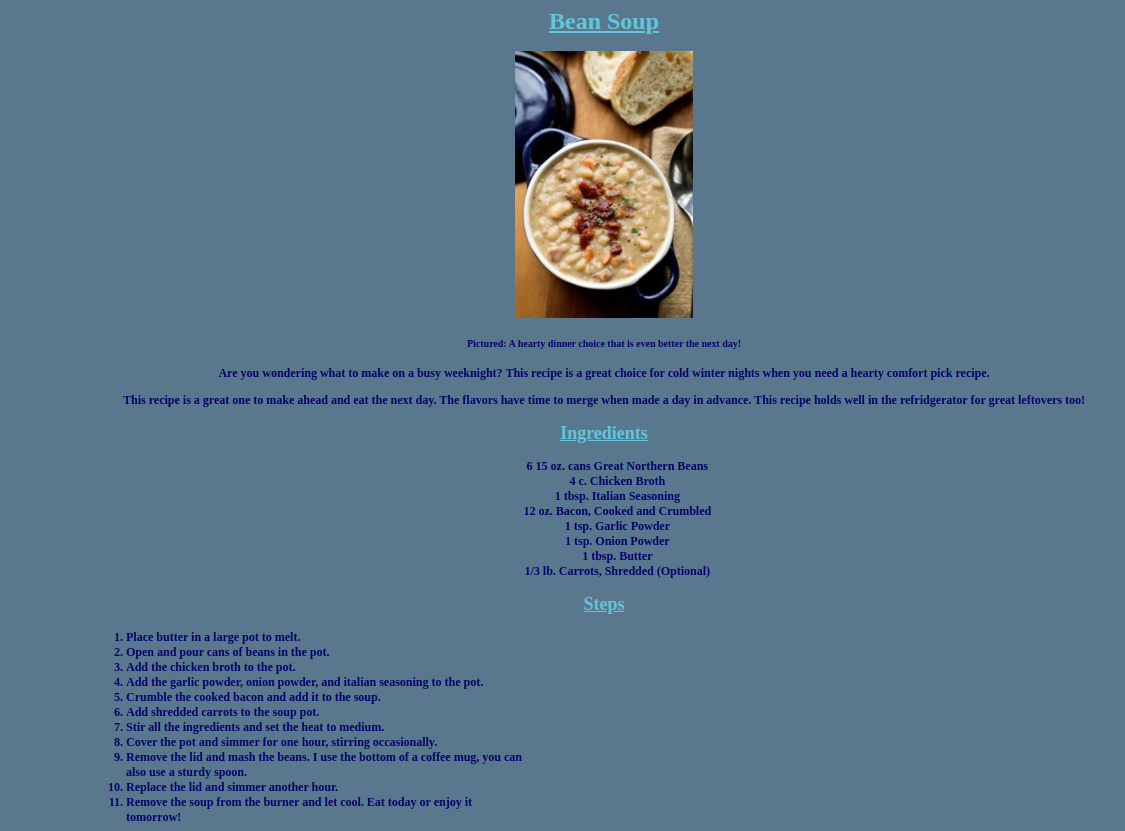 Bean Soup
Pictured: A hearty dinner choice that is even better the next day!
Are you wondering what to make on a busy weeknight? This recipe is a great choice for cold winter nights when you need a hearty comfort pick recipe.
This recipe is a great one to make ahead and eat the next day. The flavors have time to merge when made a day in advance. This recipe holds well in the refridgerator for great leftovers too!
Ingredients
6 15 oz. cans Great Northern Beans
4 c. Chicken Broth
1 tbsp. Italian Seasoning
12 oz. Bacon, Cooked and Crumbled
1 tsp. Garlic Powder
1 tsp. Onion Powder
1 tbsp. Butter
1/3 lb. Carrots, Shredded (Optional)
Steps
1. Place butter in a large pot to melt.
2. Open and pour cans of beans in the pot.
3. Add the chicken broth to the pot.
4. Add the garlic powder, onion powder, and italian seasoning to the pot.
5. Crumble the cooked bacon and add it to the soup.
6. Add shredded carrots to the soup pot.
7. Stir all the ingredients and set the heat to medium.
8. Cover the pot and simmer for one hour, stirring occasionally.
9. Remove the lid and mash the beans. I use the bottom of a coffee mug, you can
also use a sturdy spoon.
10. Replace the lid and simmer another hour.
11. Remove the soup from the burner and let cool. Eat today or enjoy it
tomorrow!